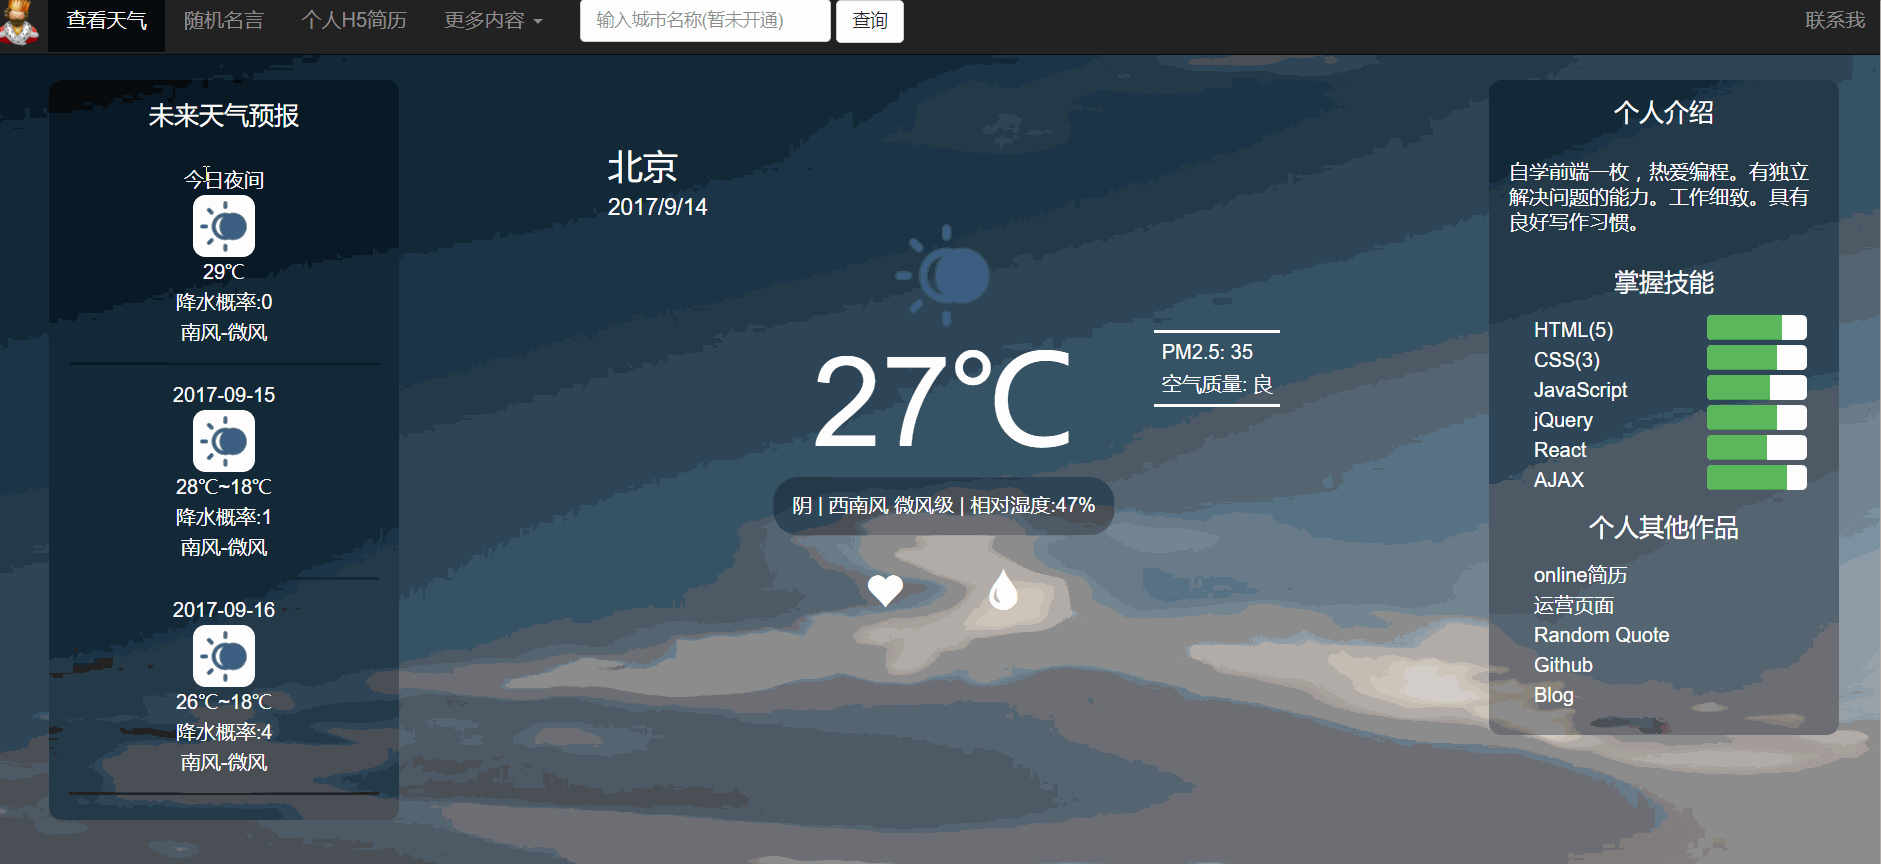 查看天气
随机名言
个人H5简历
更多内容
输入城市名称(暂未开通)
查询
联系我
未来天气预报
今日夜间
29℃
降水概率:0
南风-微风
2017-09-15
28℃~18℃
降水概率:1
南风-微风
2017-09-16
26℃~18℃
降水概率:4
南风-微风
北京
2017/9/14
27℃
PM2.5: 35
空气质量: 良
阴 | 西南风 微风级 | 相对湿度:47%
个人介绍
自学前端一枚，热爱编程。有独立
解决问题的能力。工作细致。具有
良好写作习惯。
掌握技能
HTML(5)
CSS(3)
JavaScript
jQuery
React
AJAX
个人其他作品
online简历
运营页面
Random Quote
Github
Blog